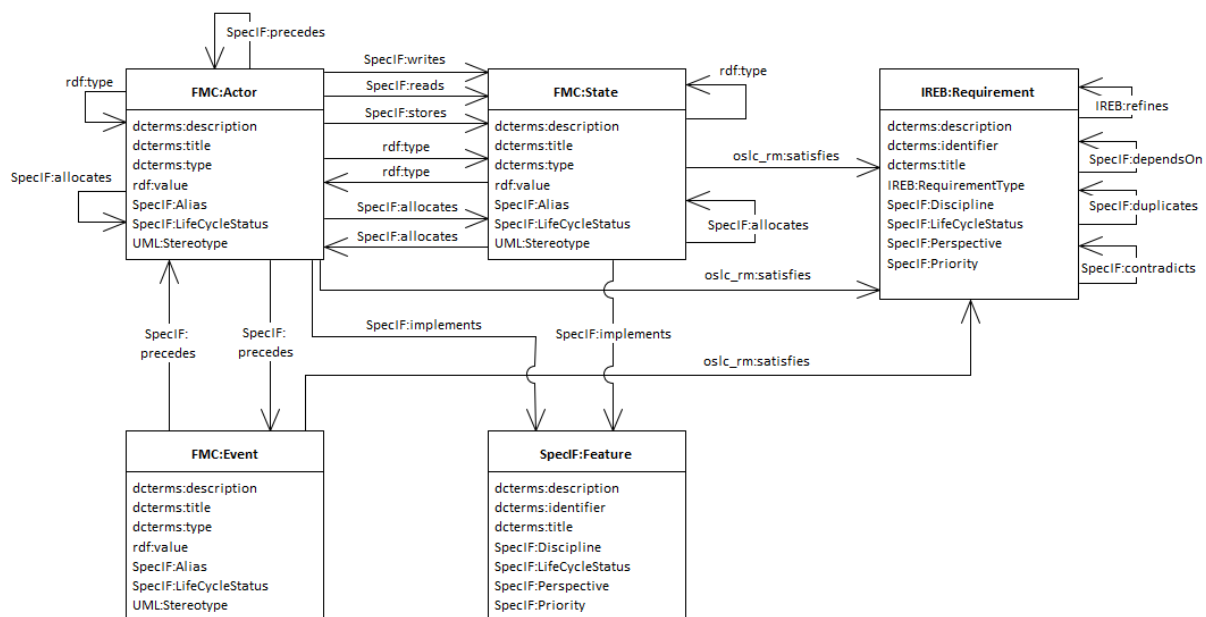 SpecIF:precedes
SpecIF:writes
rdf:type
rdf:type
FMC:Actor
SpecIF:reads
FMC:State
IREB:Requirement
IREB:refines
SpecIF:stores
dcterms:description
dcterms:title
dcterms:type
rdf:value
SpecIF:Alias
SpecIF:LifeCycleStatus
UML:Stereotype
rdf:type
rdf:type
SpecIF:allocates
SpecIF:allocates
SpecIF:allocates
dcterms:description
dcterms:title
dcterms:type
rdf:value
SpecIF:Alias
SpecIF:LifeCycleStatus
UML:Stereotype
oslc_rm:satisfies
SpecIF:allocates
dcterms:description
dcterms:identifier
dcterms:title
IREB:RequirementType
SpecIF:Discipline
SpecIF:LifeCycleStatus
SpecIF:Perspective
SpecIF:Priority
SpecIF:dependsOn
SpecIF:duplicates
SpecIF:contradicts
oslc_rm:satisfies
SpecIF:
precedes
SpecIF:
precedes
SpecIF:implements
SpecIF:implements
oslc_rm:satisfies
FMC:Event
dcterms:description
dcterms:title
dcterms:type
rdf:value
SpecIF:Alias
SpecIF:LifeCycleStatus
UML:Stereotype
SpecIF:Feature
dcterms:description
dcterms:identifier
dcterms:title
SpecIF:Discipline
SpecIF:LifeCycleStatus
SpecIF:Perspective
SpecIF:Priority